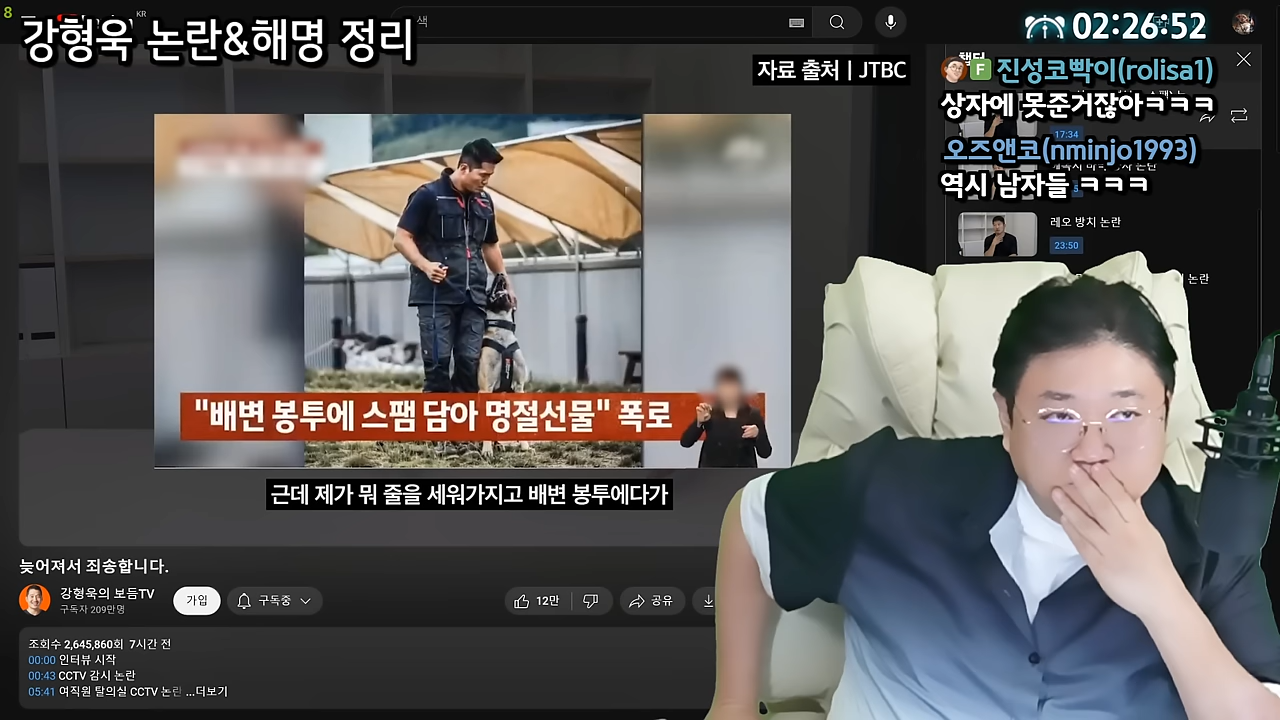 8
KR
강형욱 논란&해명 정리
색
02:26:52
자료 출처 | JTBC
진성코빡이(rolisa1)
상자에 못준거잖아ㅋㅋㅋ
17:34
오즈앤코(nminjo1993)
역시 남자들 ㅋㅋㅋ
레오 방치 논란
23:50
논란
"배변 봉투에 스팸 담아 명절선물" 폭로
근데 제가 뭐 줄을 세워가지고 배변 봉투에다가
늦어져서 죄송합니다.
강형욱의 보듬TV
구독자 209만명
가입
구독중
12만
공유
조회수 2,645,860회 7시간 전
00:00 인터뷰 시작
00:43 CCTV 감시 논란
05:41 여직원 탈의실 CCTV 논란 ...더보기